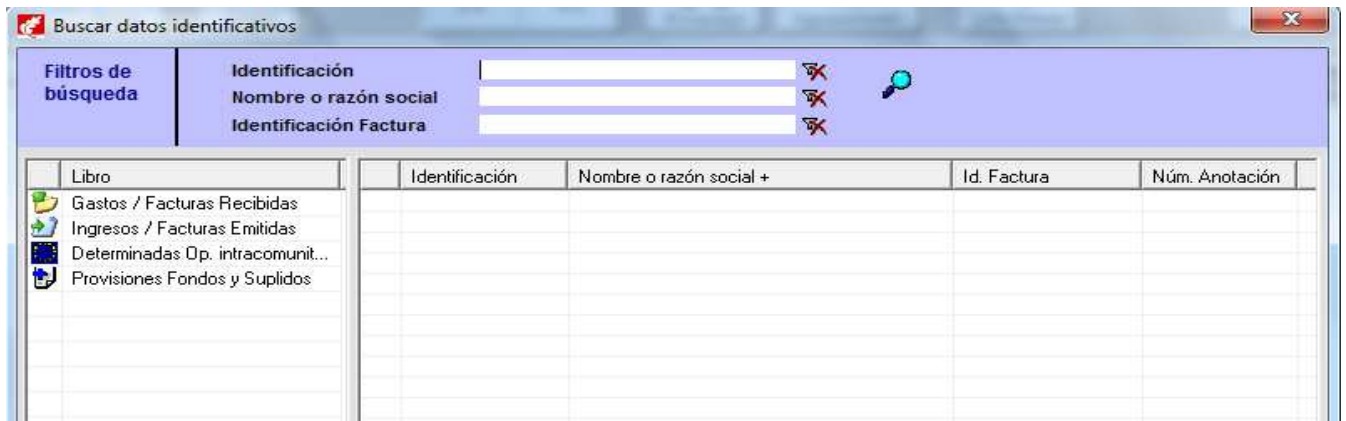 Buscar datos identificativos
Filtros de búsqueda
Identificación
Nombre o razón social
Identificación Factura
Libro
Gastos / Facturas Recibidas
Ingresos / Facturas Emitidas
Determinadas Op. intracomunit...
Provisiones Fondos y Suplidos
Identificación Nombre o razón social + Id. Factura Núm. Anotación